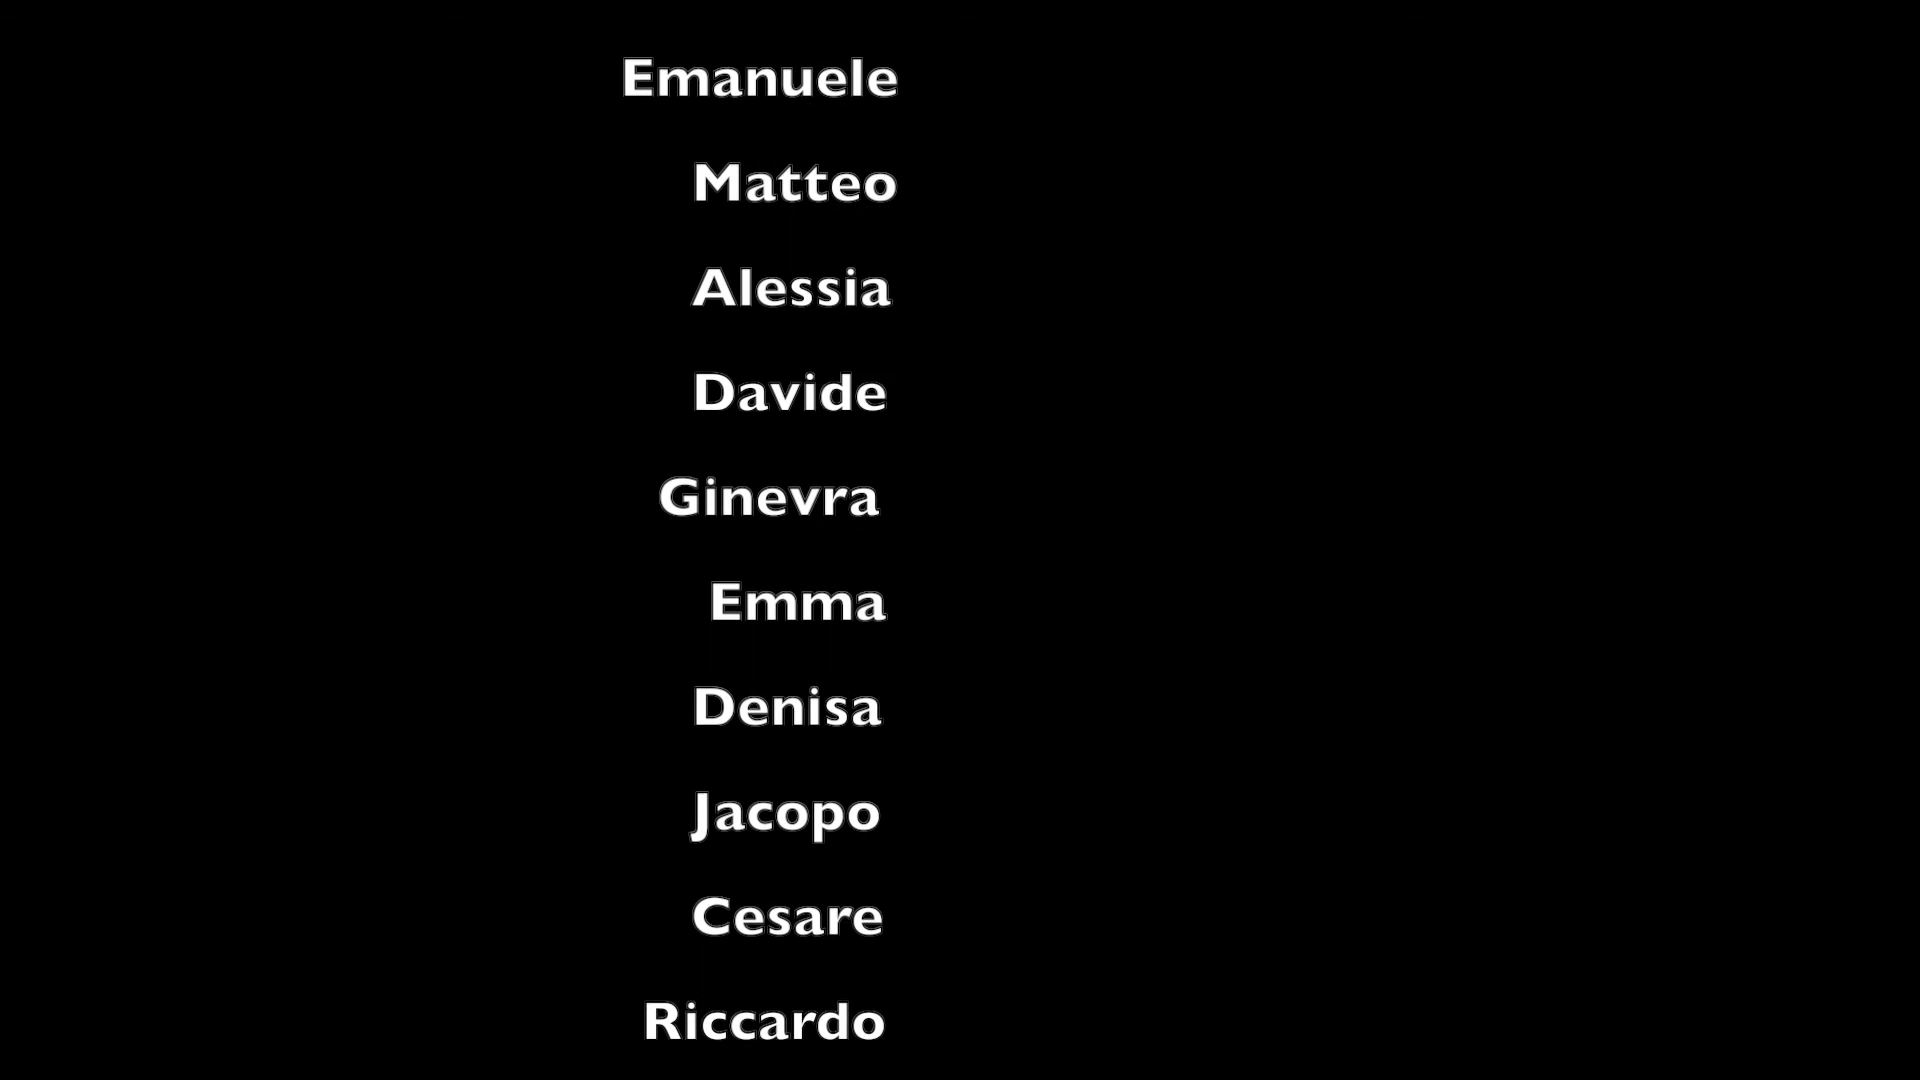 Emanuele
Matteo
Alessia
Davide
Ginevra
Emma
Denisa
Jacopo
Cesare
Riccardo